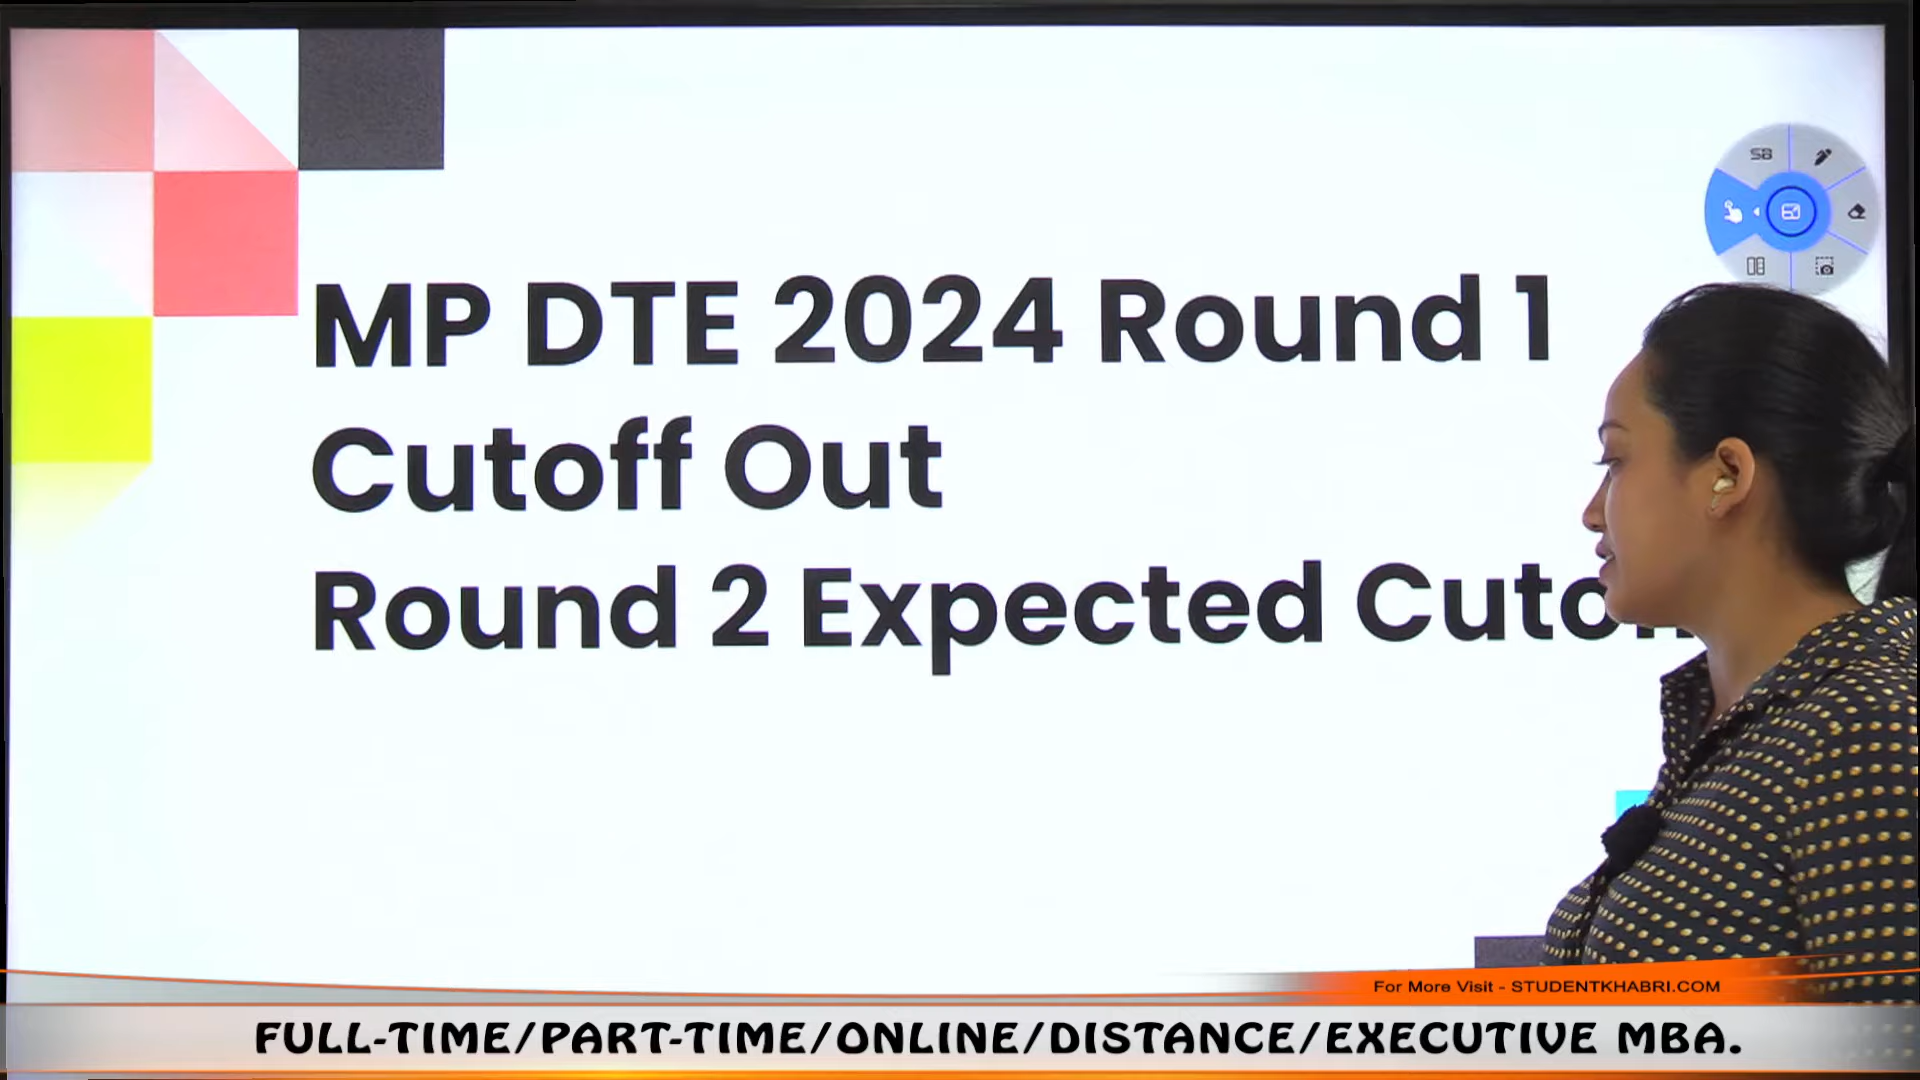 SB
MP DTE 2024 Round 1
Cutoff Out
Round 2 Expected
For More Visit - STUDENTKHABRI.COM
FULL-TIME/PART-TIME/ONLINE/DISTANCE/EXECUTIVE MBA.